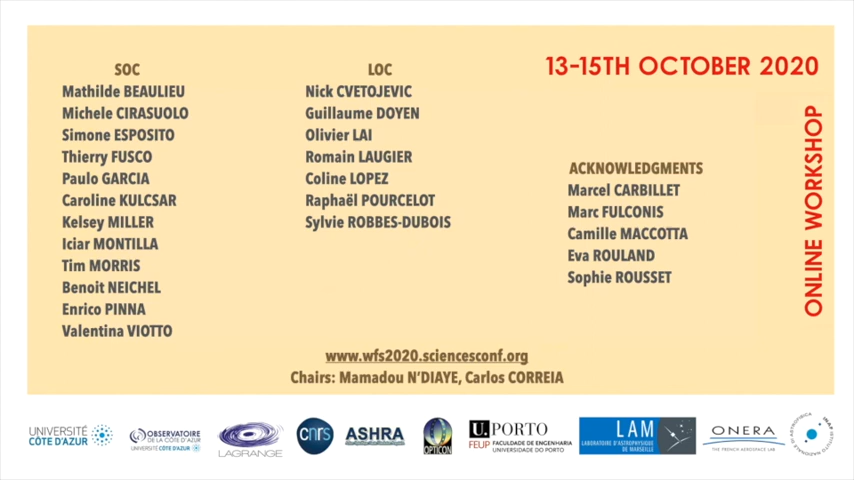 13-15TH OCTOBER 2020
ONLINE WORKSHOP
SOC
Mathilde BEAULIEU
Michele CIRASUOLO
Simone ESPOSITO
Thierry FUSCO
Paulo GARCIA
Caroline KULCSAR
Kelsey MILLER
Iciar MONTILLA
Tim MORRIS
Benoit NEICHEL
Enrico PINNA
Valentina VIOTTO
LOC
Nick CVETOJEVIC
Guillaume DOYEN
Olivier LAI
Romain LAUGIER
Coline LOPEZ
Raphaël POURCELOT
Sylvie ROBBES-DUBOIS
ACKNOWLEDGMENTS
Marcel CARBILLET
Marc FULCONIS
Camille MACCOTTA
Eva ROULAND
Sophie ROUSSET
www.wfs2020.sciencesconf.org
Chairs: Mamadou N'DIAYE, Carlos CORREIA
UNIVERSITÉ
CÔTE D'AZUR
OBSERVATOIRE
DE LA CÔTE D'AZUR
UNIVERSITÉ CÔTE D'AZUR
LAGRANGE
cnrs
ASHRA
OPTICON
U.PORTO
FEUP FACULDADE DE ENGENHARIA
UNIVERSIDADE DO PORTO
LAM
LABORATOIRE D'ASTROPHYSIQUE
DE MARSEILLE
ONERA
THE FRENCH AEROSPACE LAB
INAF
ISTITUTO NAZIONALE DI ASTROFISICA